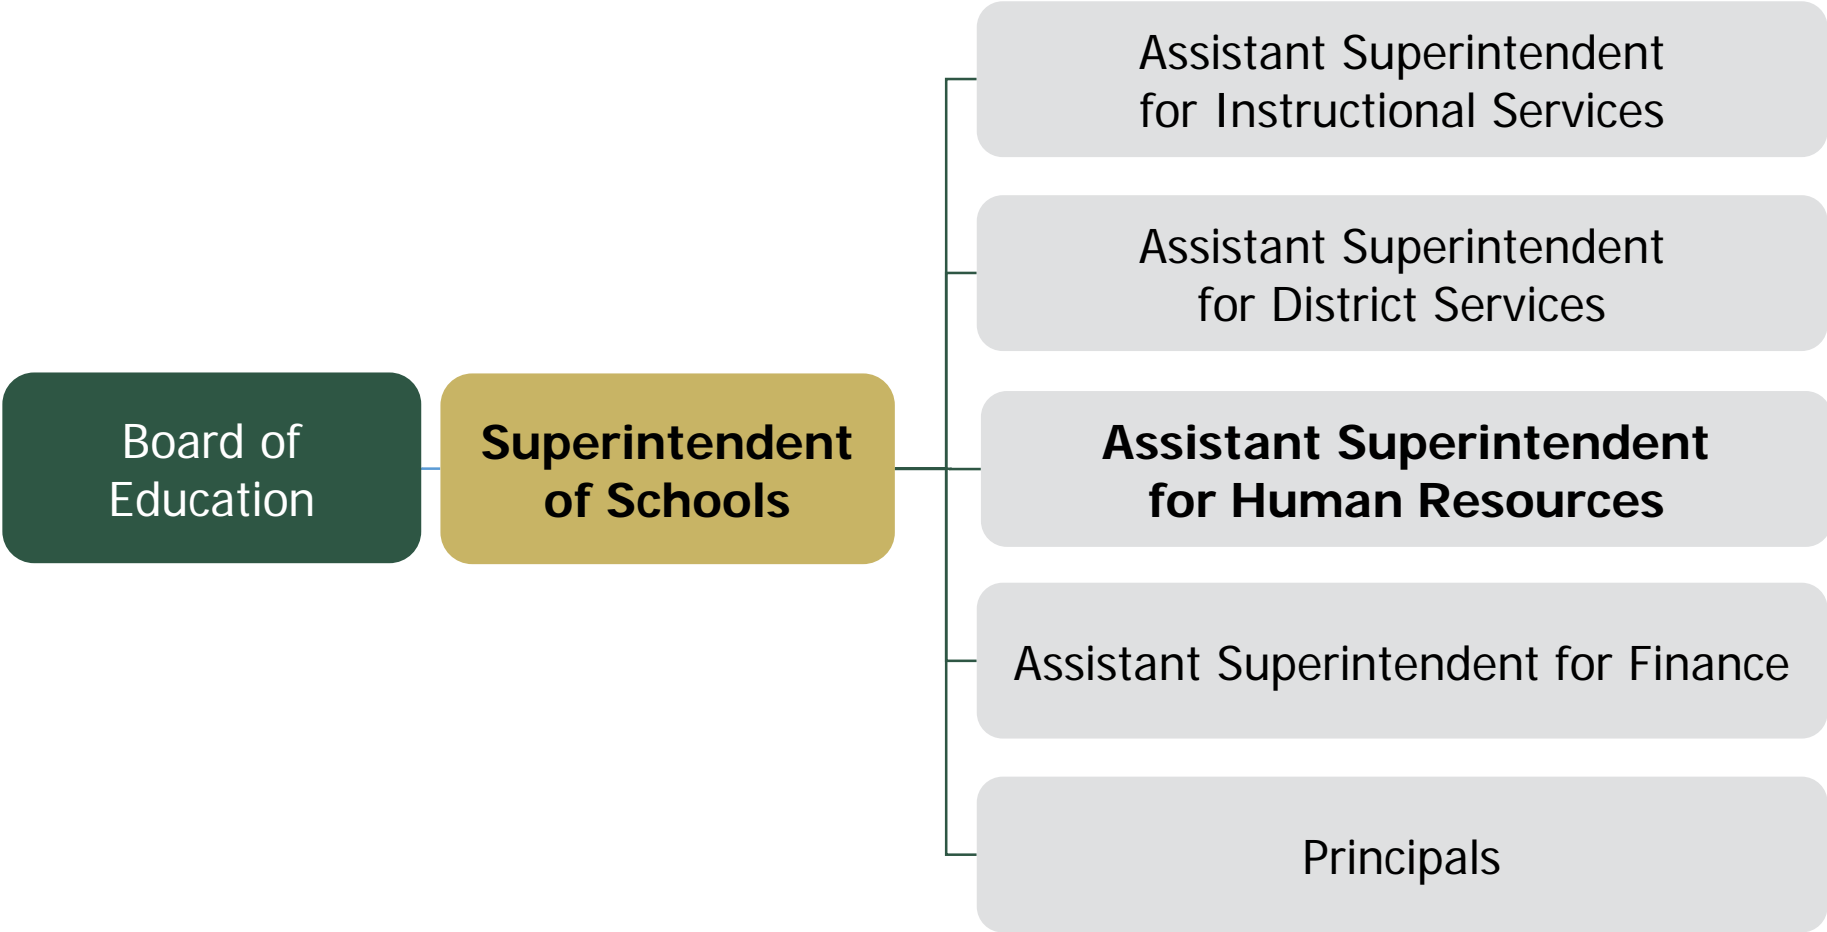 Board of
Education
Superintendent
of Schools
Assistant Superintendent
for Instructional Services
Assistant Superintendent
for District Services
Assistant Superintendent
for Human Resources
Assistant Superintendent for Finance
Principals